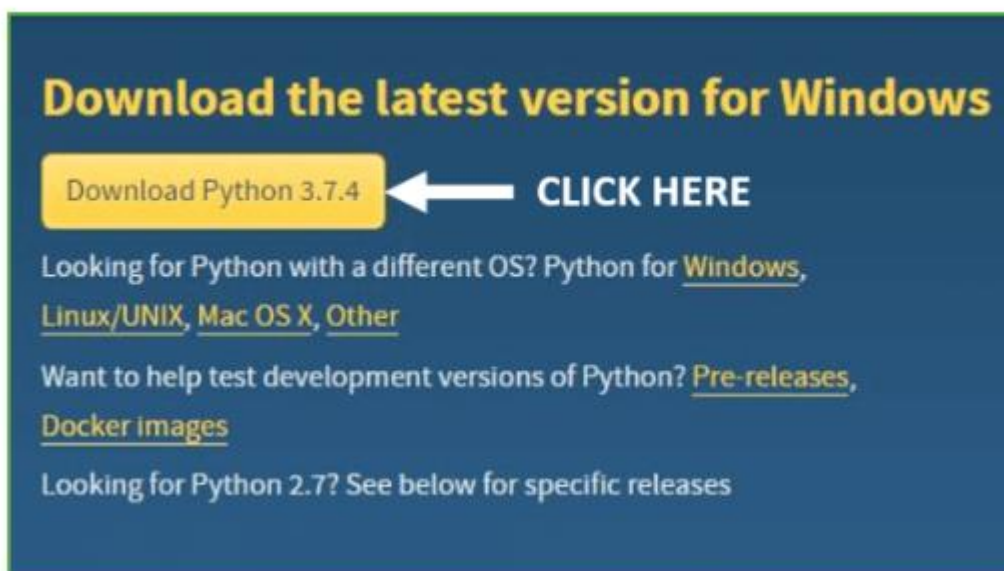 Download the latest version for Windows
Download Python 3.7.4 CLICK HERE
Looking for Python with a different OS? Python for Windows,
Linux/UNIX, Mac OS X, Other
Want to help test development versions of Python? Pre-releases,
Docker images
Looking for Python 2.7? See below for specific releases